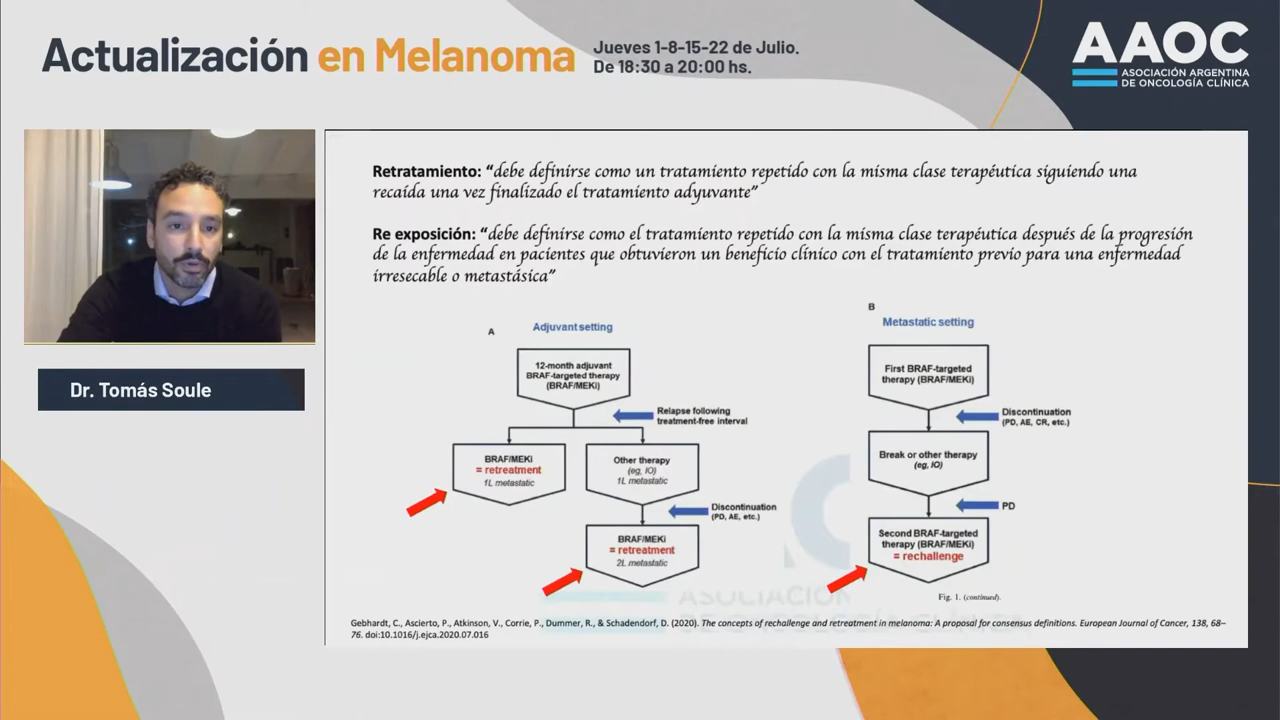 Actualización en Melanoma
Jueves 1-8-15-22 de Julio.
De 18:30 a 20:00 hs.
AAOC
ASOCIACIÓN ARGENTINA
DE ONCOLOGÍA CLÍNICA
Dr. Tomás Soule
Retratamiento: “debe definirse como un tratamiento repetido con la misma clase terapéutica siguiendo una
recaída una vez finalizado el tratamiento adyuvante”
Re exposición: “debe definirse como el tratamiento repetido con la misma clase terapéutica después de la progresión
de la enfermedad en pacientes que obtuvieron un beneficio clínico con el tratamiento previo para una enfermedad
irresecable o metastásica”
A
Adjuvant setting
12-month adjuvant
BRAF-targeted therapy
(BRAF/MEKi)
Relapse following
treatment-free interval
BRAF/MEKi
= retreatment
1L metastatic
Other therapy
(eg, IO)
1L metastatic
Discontinuation
(PD, AE, etc.)
BRAF/MEKi
= retreatment
2L metastatic
B
Metastatic setting
First BRAF-targeted
therapy (BRAF/MEKi)
Discontinuation
(PD, AE, CR, etc.)
Break or other therapy
(eg, IO)
PD
Second BRAF-targeted
therapy (BRAF/MEKi)
= rechallenge
Fig. 1. (continued).
ASOCIACIÓN
DE ONCOLOGÍA CLÍNICA
Gebhardt, C., Ascierto, P., Atkinson, V., Corrie, P., Dummer, R., & Schadendorf, D. (2020). The concepts of rechallenge and retreatment in melanoma: A proposal for consensus definitions. European Journal of Cancer, 138, 68–
76. doi:10.1016/j.ejca.2020.07.016